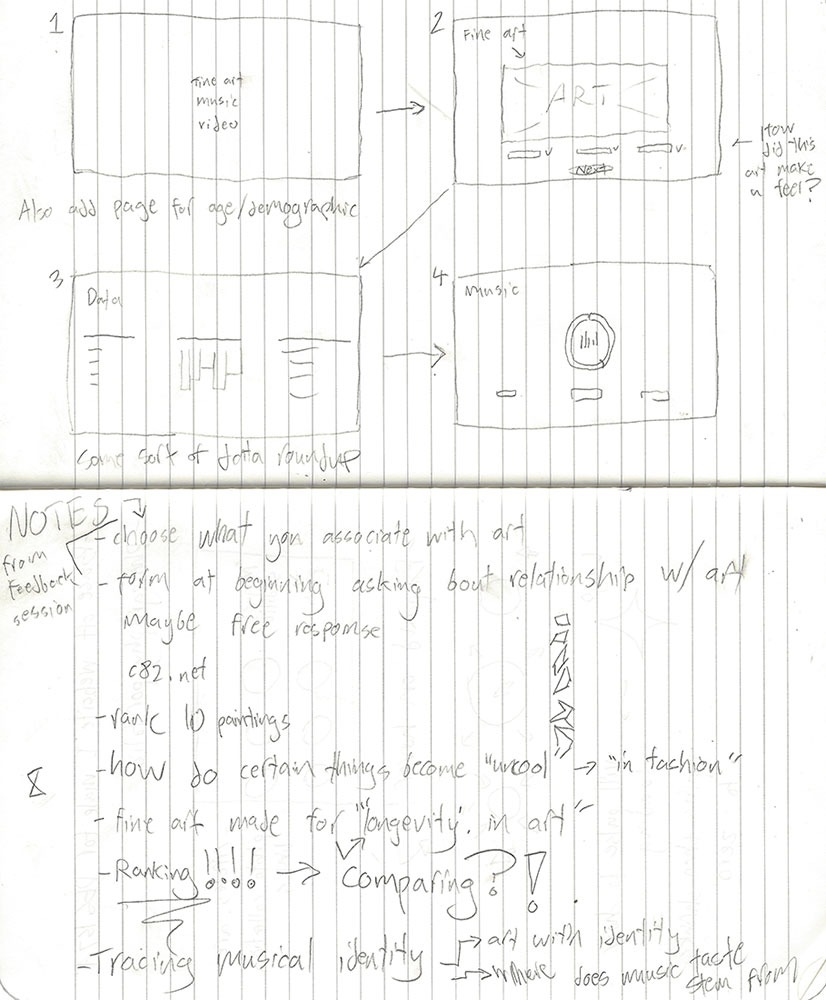 1
Fine art
music
video
Also add page for age/demographic
2
Fine art
ART
Next
How
did this
art make
u feel?
3
Data
some sort of data roundup
4
Music
NOTES
from
feedback
session
- choose what you associate with art
- form at beginning asking bout relationship w/ art
maybe free response
c82.net
- rank 10 paintings
- how do certain things become "uncool" → "in fashion"
- fine art made for "longevity". in art"
- Ranking !!!! → Comparing? !
- Tracing musical identity
→ art with identity
→ where does music taste
stem from